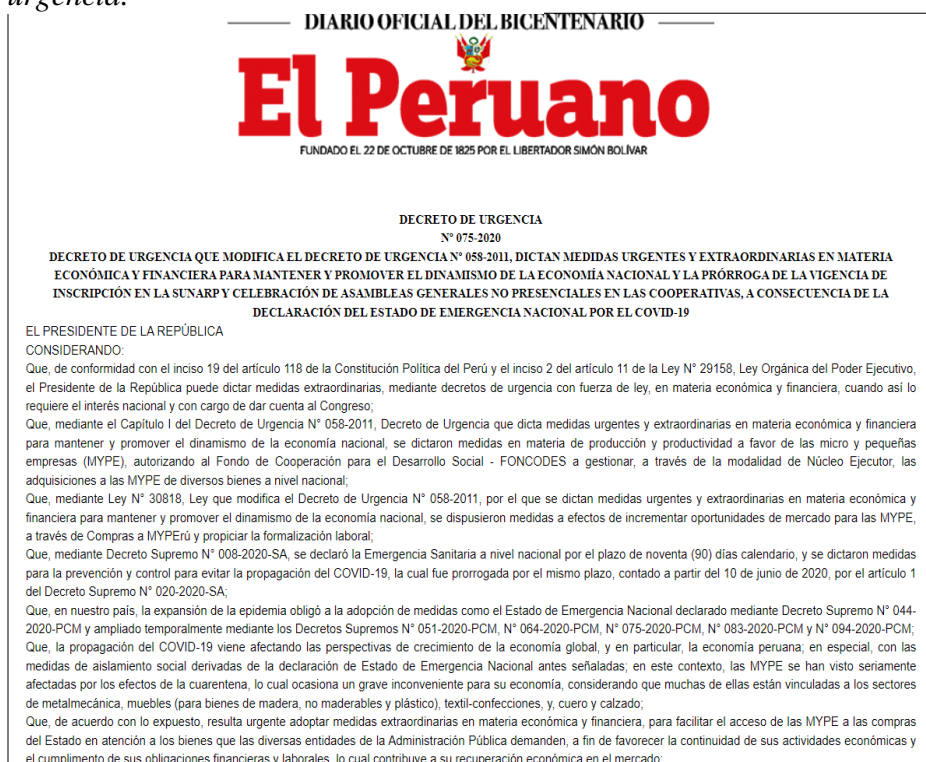 urgencia.
DIARIO OFICIAL DEL BICENTENARIO
El Peruano
FUNDADO EL 22 DE OCTUBRE DE 1825 POR EL LIBERTADOR SIMÓN BOLÍVAR
DECRETO DE URGENCIA
N° 075-2020
DECRETO DE URGENCIA QUE MODIFICA EL DECRETO DE URGENCIA N° 058-2011, DICTAN MEDIDAS URGENTES Y EXTRAORDINARIAS EN MATERIA
ECONÓMICA Y FINANCIERA PARA MANTENER Y PROMOVER EL DINAMISMO DE LA ECONOMÍA NACIONAL Y LA PRÓRROGA DE LA VIGENCIA DE
INSCRIPCIÓN EN LA SUNARP Y CELEBRACIÓN DE ASAMBLEAS GENERALES NO PRESENCIALES EN LAS COOPERATIVAS, A CONSECUENCIA DE LA
DECLARACIÓN DEL ESTADO DE EMERGENCIA NACIONAL POR EL COVID-19
EL PRESIDENTE DE LA REPÚBLICA
CONSIDERANDO:
Que, de conformidad con el inciso 19 del artículo 118 de la Constitución Política del Perú y el inciso 2 del artículo 11 de la Ley N° 29158, Ley Orgánica del Poder Ejecutivo,
el Presidente de la República puede dictar medidas extraordinarias, mediante decretos de urgencia con fuerza de ley, en materia económica y financiera, cuando así lo
requiere el interés nacional y con cargo de dar cuenta al Congreso;
Que, mediante el Capítulo I del Decreto de Urgencia N° 058-2011, Decreto de Urgencia que dicta medidas urgentes y extraordinarias en materia económica y financiera
para mantener y promover el dinamismo de la economía nacional, se dictaron medidas en materia de producción y productividad a favor de las micro y pequeñas
empresas (MYPE), autorizando al Fondo de Cooperación para el Desarrollo Social - FONCODES a gestionar, a través de la modalidad de Núcleo Ejecutor, las
adquisiciones a las MYPE de diversos bienes a nivel nacional;
Que, mediante Ley N° 30818, Ley que modifica el Decreto de Urgencia N° 058-2011, por el que se dictan medidas urgentes y extraordinarias en materia económica y
financiera para mantener y promover el dinamismo de la economía nacional, se dispusieron medidas a efectos de incrementar oportunidades de mercado para las MYPE,
a través de Compras a MYPErú y propiciar la formalización laboral;
Que, mediante Decreto Supremo N° 008-2020-SA, se declaró la Emergencia Sanitaria a nivel nacional por el plazo de noventa (90) días calendario, y se dictaron medidas
para la prevención y control para evitar la propagación del COVID-19, la cual fue prorrogada por el mismo plazo, contado a partir del 10 de junio de 2020, por el artículo 1
del Decreto Supremo N° 020-2020-SA;
Que, en nuestro país, la expansión de la epidemia obligó a la adopción de medidas como el Estado de Emergencia Nacional declarado mediante Decreto Supremo N° 044-
2020-PCM y ampliado temporalmente mediante los Decretos Supremos N° 051-2020-PCM, N° 064-2020-PCM, N° 075-2020-PCM, N° 083-2020-PCM y N° 094-2020-PCM;
Que, la propagación del COVID-19 viene afectando las perspectivas de crecimiento de la economía global, y en particular, la economía peruana; en especial, con las
medidas de aislamiento social derivadas de la declaración de Estado de Emergencia Nacional antes señaladas; en este contexto, las MYPE se han visto seriamente
afectadas por los efectos de la cuarentena, lo cual ocasiona un grave inconveniente para su economía, considerando que muchas de ellas están vinculadas a los sectores
de metalmecánica, muebles (para bienes de madera, no maderables y plástico), textil-confecciones, y, cuero y calzado;
Que, de acuerdo con lo expuesto, resulta urgente adoptar medidas extraordinarias en materia económica y financiera, para facilitar el acceso de las MYPE a las compras
del Estado en atención a los bienes que las diversas entidades de la Administración Pública demanden, a fin de favorecer la continuidad de sus actividades económicas y
el cumplimiento de sus obligaciones financieras y laborales, lo cual contribuye a su recuperación económica en el mercado;